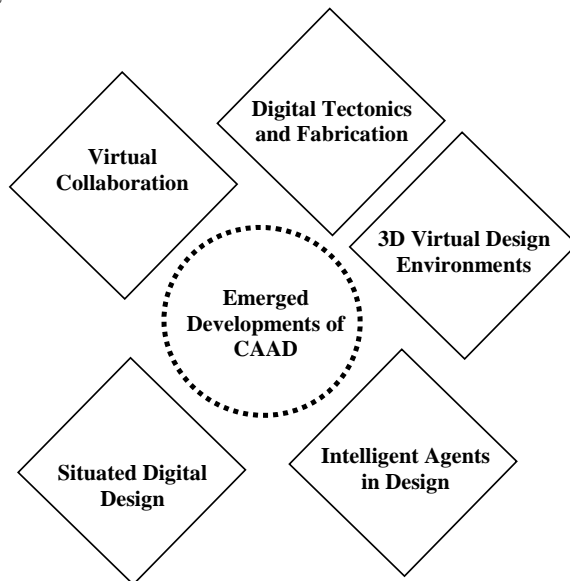 Digital Tectonics
and Fabrication
Virtual
Collaboration
3D Virtual Design
Environments
Emerged
Developments of
CAAD
Intelligent Agents
in Design
Situated Digital
Design